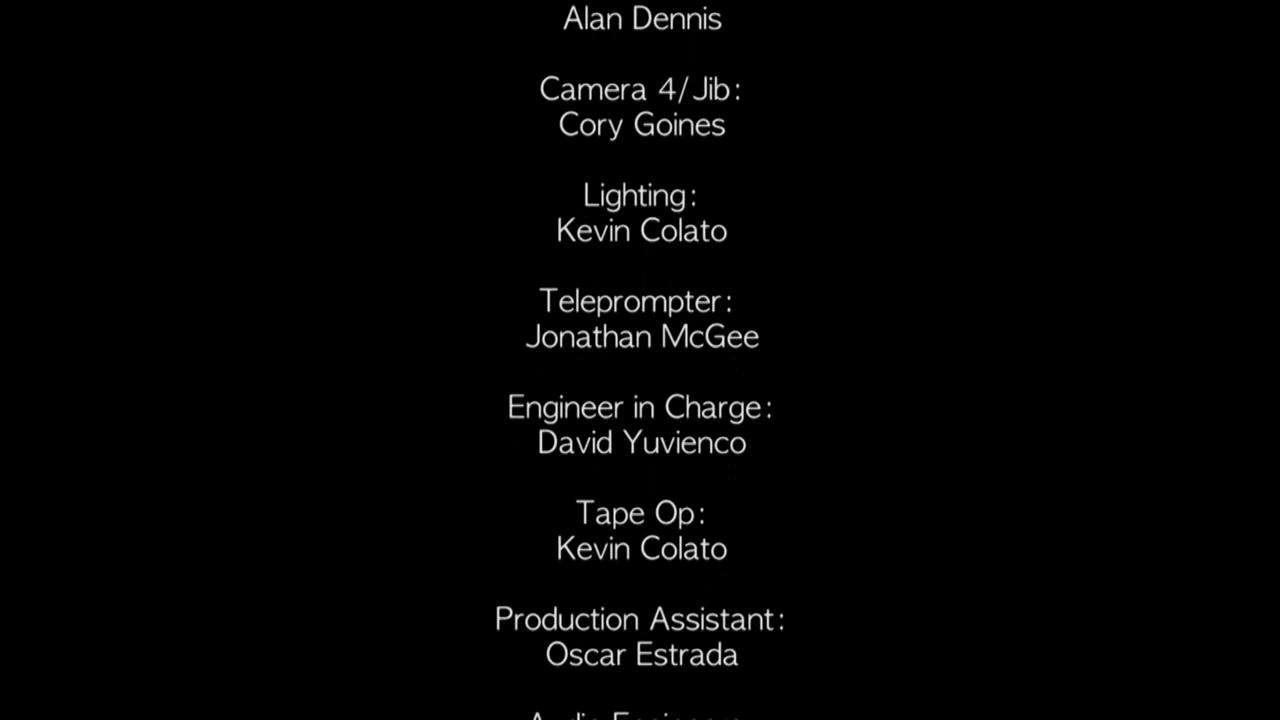 Alan Dennis
Camera 4/Jib:
Cory Goines
Lighting:
Kevin Colato
Teleprompter:
Jonathan McGee
Engineer in Charge:
David Yuvienco
Tape Op:
Kevin Colato
Production Assistant:
Oscar Estrada